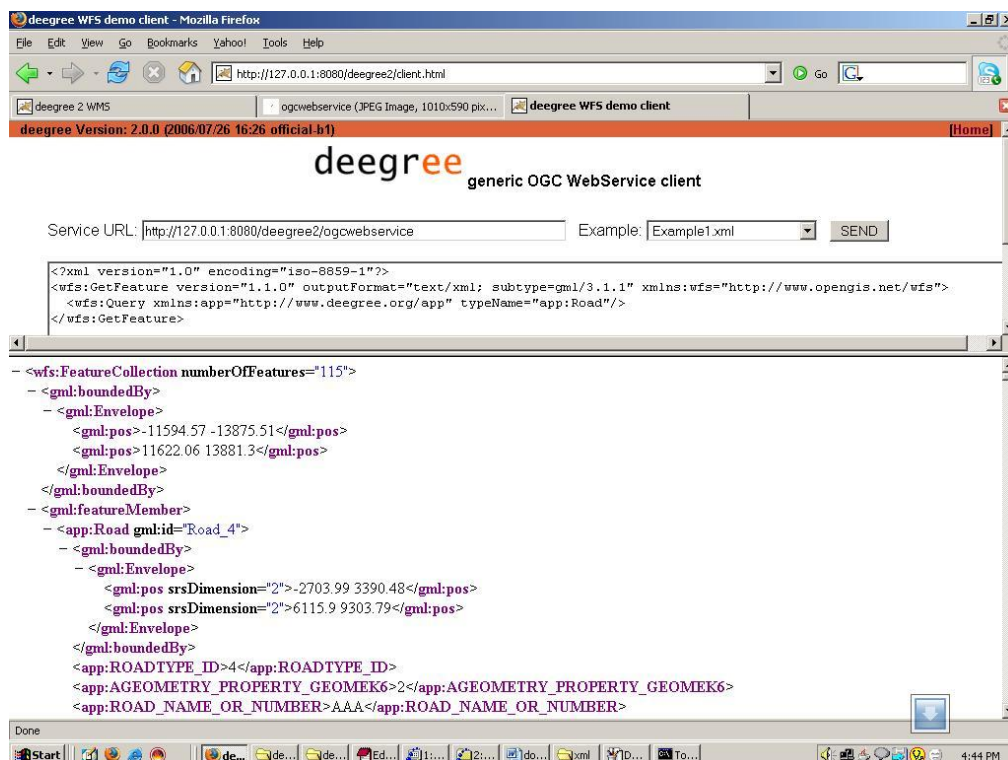 deegree WFS demo client - Mozilla Firefox
File Edit View Go Bookmarks Yahoo! Tools Help
http://127.0.0.1:8080/deegree2/client.html Go G
deegree 2 WMS ogcwebservice (JPEG Image, 1010x590 pix... deegree WFS demo client
deegree Version: 2.0.0 (2006/07/26 16:26 official-b1) [Home]
deegree generic OGC WebService client
Service URL: http://127.0.0.1:8080/deegree2/ogcwebservice Example: Example1.xml SEND
<?xml version="1.0" encoding="iso-8859-1"?>
<wfs:GetFeature version="1.1.0" outputFormat="text/xml; subtype=gml/3.1.1" xmlns:wfs="http://www.opengis.net/wfs">
<wfs:Query xmlns:app="http://www.deegree.org/app" typeName="app:Road"/>
</wfs:GetFeature>
− <wfs:FeatureCollection numberOfFeatures="115">
− <gml:boundedBy>
− <gml:Envelope>
<gml:pos>-11594.57 -13875.51</gml:pos>
<gml:pos>11622.06 13881.3</gml:pos>
</gml:Envelope>
</gml:boundedBy>
− <gml:featureMember>
− <app:Road gml:id="Road_4">
− <gml:boundedBy>
− <gml:Envelope>
<gml:pos srsDimension="2">-2703.99 3390.48</gml:pos>
<gml:pos srsDimension="2">6115.9 9303.79</gml:pos>
</gml:Envelope>
</gml:boundedBy>
<app:ROADTYPE_ID>4</app:ROADTYPE_ID>
<app:AGEOMETRY_PROPERTY_GEOMEK6>2</app:AGEOMETRY_PROPERTY_GEOMEK6>
<app:ROAD_NAME_OR_NUMBER>AAA</app:ROAD_NAME_OR_NUMBER>
Done
Start de... de... de... Ed... 1:... 2:... do... xml D... To... 4:44 PM